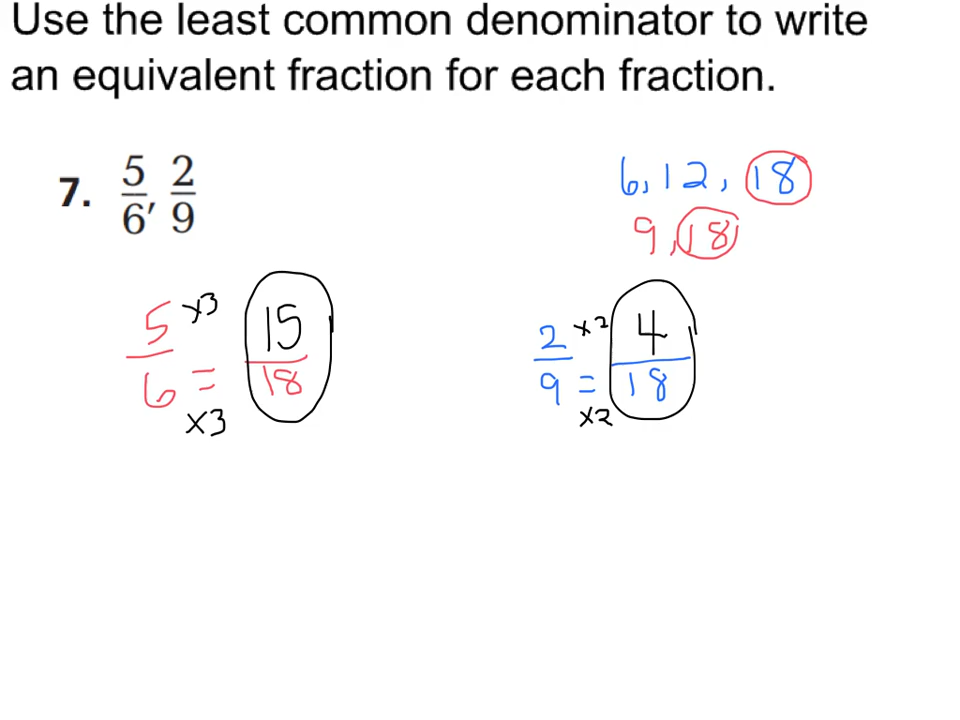 Use the least common denominator to write
an equivalent fraction for each fraction.
7. 5/6, 2/9
6, 12, 18
9, 18
5/6 ×3 ×3 = 15/18
2/9 ×2 ×2 = 4/18